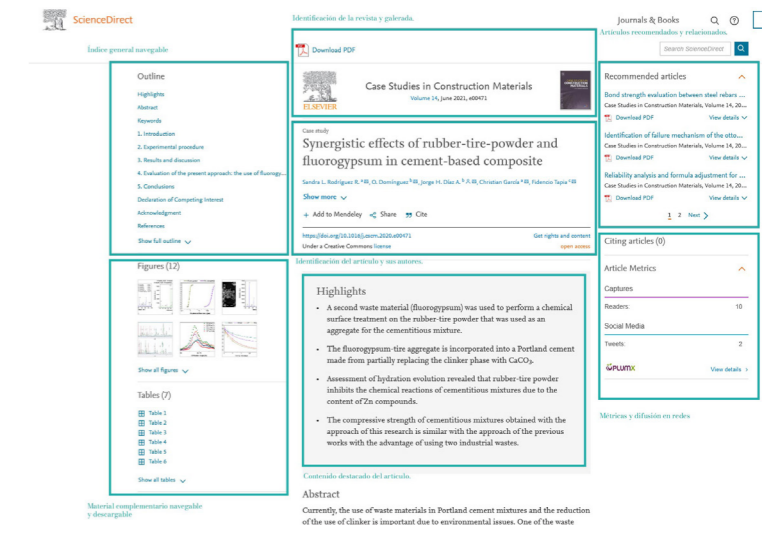 ScienceDirect
Identificación de la revista y galerada.
Journals & Books
Artículos recomendados y relacionados.
Search ScienceDirect
Índice general navegable
Outline
Highlights
Abstract
Keywords
1. Introduction
2. Experimental procedure
3. Results and discussion
4. Evaluation of the present approach: the use of fluorogy...
5. Conclusions
Declaration of Competing Interest
Acknowledgment
References
Show full outline
Figures (12)
Show all figures
Tables (7)
Table 1
Table 2
Table 3
Table 4
Table 5
Table 6
Show all tables
Material complementario navegable
y descargable
Download PDF
ELSEVIER
Case Studies in Construction Materials
Volume 14, June 2021, e00471
Case study
Synergistic effects of rubber-tire-powder and
fluorogypsum in cement-based composite
Sandra L. Rodríguez R. a, O. Domínguez b, Jorge H. Díaz A. b, Christian García a, Fidencio Tapia c
Show more
Add to Mendeley Share Cite
https://doi.org/10.1016/j.cscm.2020.e00471 Get rights and content
Under a Creative Commons license open access
Identificación del artículo y sus autores.
Highlights
• A second waste material (fluorogypsum) was used to perform a chemical
surface treatment on the rubber-tire powder that was used as an
aggregate for the cementitious mixture.
• The fluorogypsum-tire aggregate is incorporated into a Portland cement
made from partially replacing the clinker phase with CaCO₃.
• Assessment of hydration evolution revealed that rubber-tire powder
inhibits the chemical reactions of cementitious mixtures due to the
content of Zn compounds.
• The compressive strength of cementitious mixtures obtained with the
approach of this research is similar with the approach of the previous
works with the advantage of using two industrial wastes.
Contenido destacado del artículo.
Abstract
Currently, the use of waste materials in Portland cement mixtures and the reduction
of the use of clinker is important due to environmental issues. One of the waste
Recommended articles
Bond strength evaluation between steel rebars ...
Case Studies in Construction Materials, Volume 14, 20...
Download PDF View details
Identification of failure mechanism of the otto...
Case Studies in Construction Materials, Volume 14, 20...
Download PDF View details
Reliability analysis and formula adjustment for ...
Case Studies in Construction Materials, Volume 14, 20...
Download PDF View details
1 2 Next
Citing articles (0)
Article Metrics
Captures
Readers: 10
Social Media
Tweets: 2
PLUMX View details
Métricas y difusión en redes